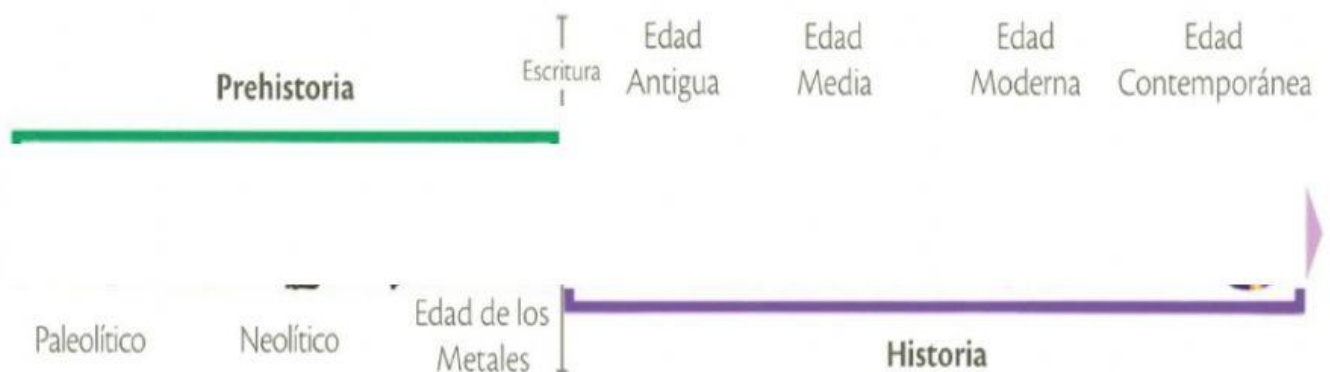 Prehistoria
Escritura
Edad
Antigua
Edad
Media
Edad
Moderna
Edad
Contemporánea
Paleolítico
Neolítico
Edad de los
Metales
Historia